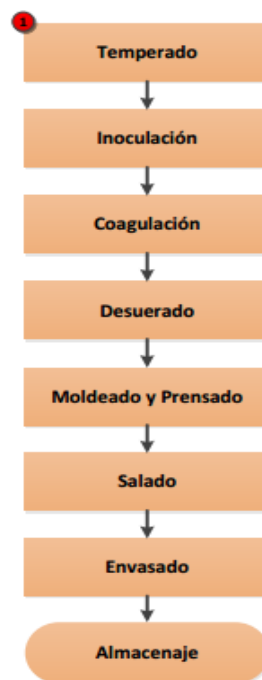 1
Temperado
Inoculación
Coagulación
Desuerado
Moldeado y Prensado
Salado
Envasado
Almacenaje